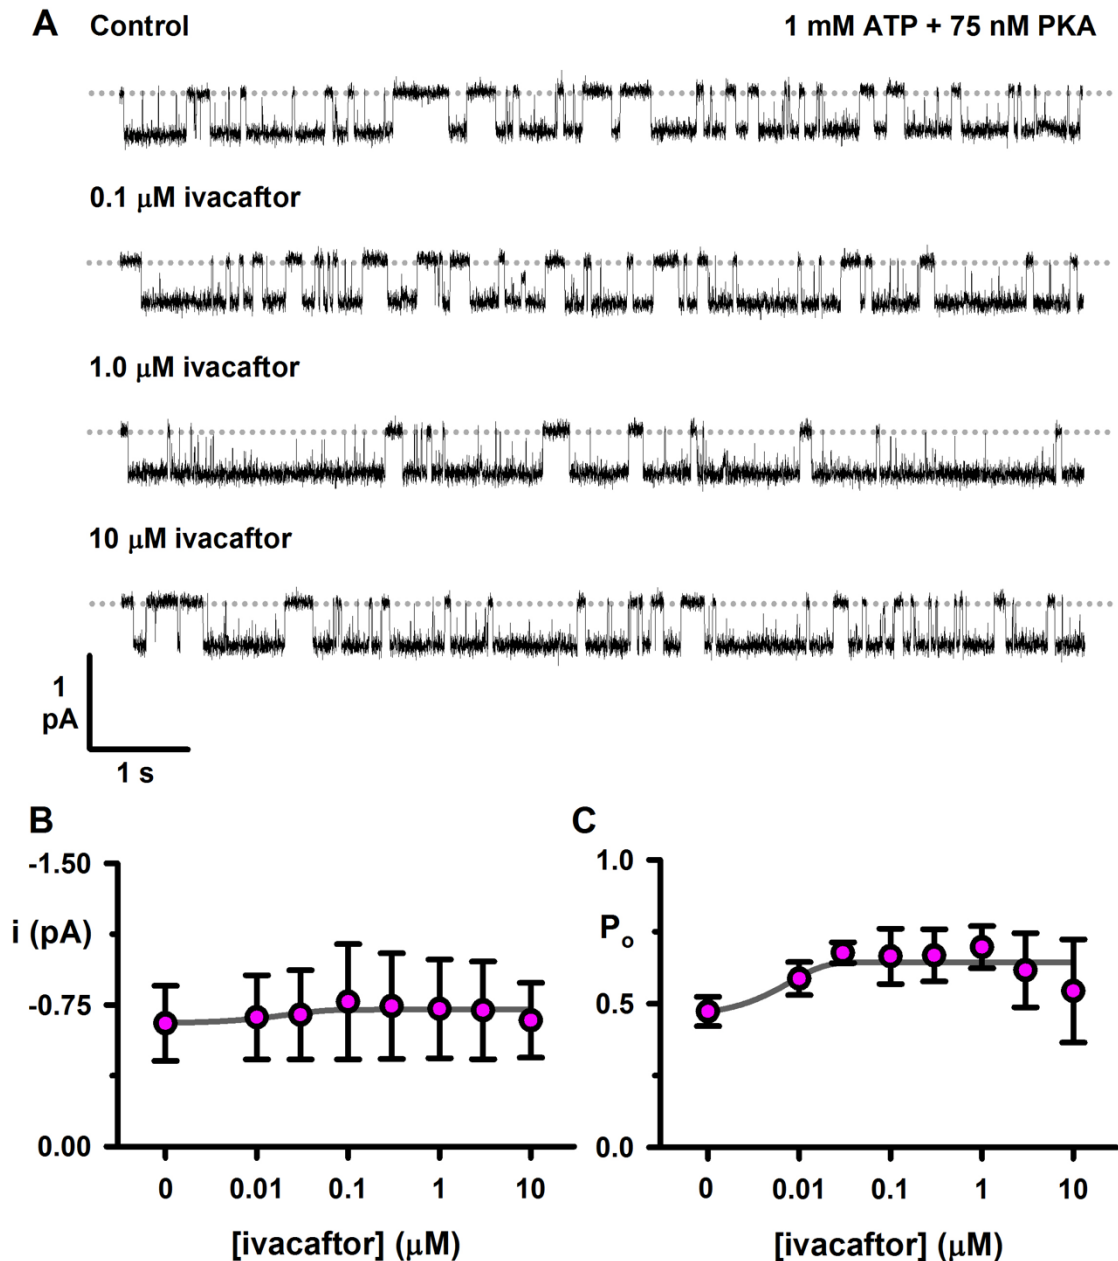 A Control 1 mM ATP + 75 nM PKA
0.1 μM ivacaftor
1.0 μM ivacaftor
10 μM ivacaftor
1
pA
1 s
B
-1.50
i (pA)
-0.75
0.00
0 0.01 0.1 1 10
[ivacaftor] (μM)
C
1.0
Po
0.5
0.0
0 0.01 0.1 1 10
[ivacaftor] (μM)